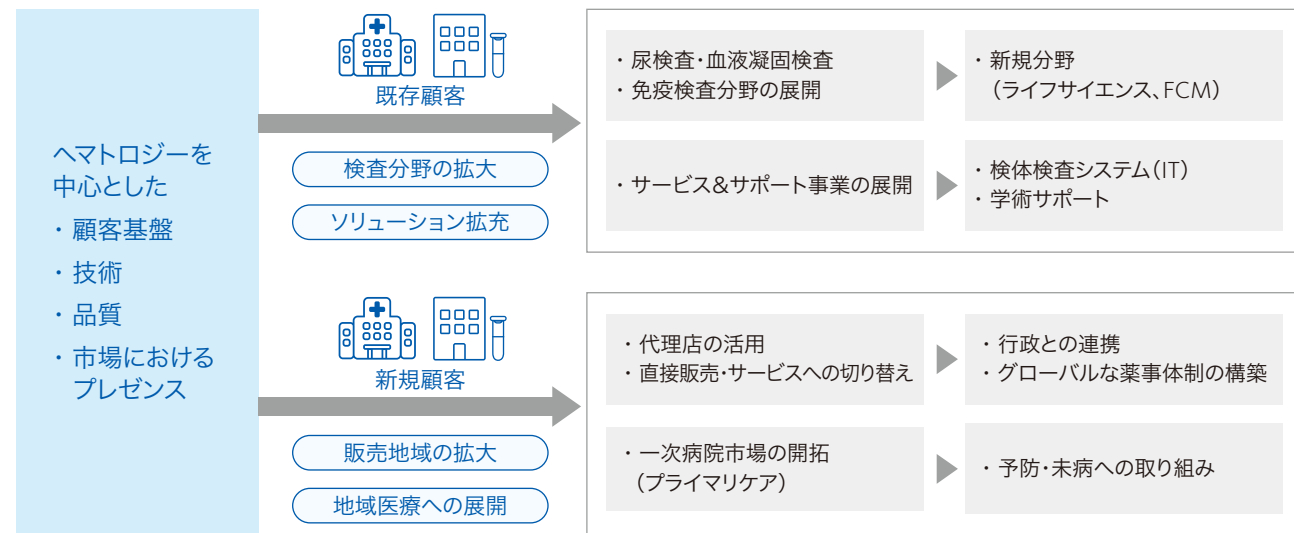 ヘマトロジーを
中心とした
・顧客基盤
・技術
・品質
・市場における
プレゼンス
既存顧客
検査分野の拡大
ソリューション拡充
・尿検査・血液凝固検査
・免疫検査分野の展開
・新規分野
（ライフサイエンス、FCM）
・サービス&サポート事業の展開
・検体検査システム（IT）
・学術サポート
新規顧客
販売地域の拡大
地域医療への展開
・代理店の活用
・直接販売・サービスへの切り替え
・行政との連携
・グローバルな薬事体制の構築
・一次病院市場の開拓
（プライマリケア）
・予防・未病への取り組み